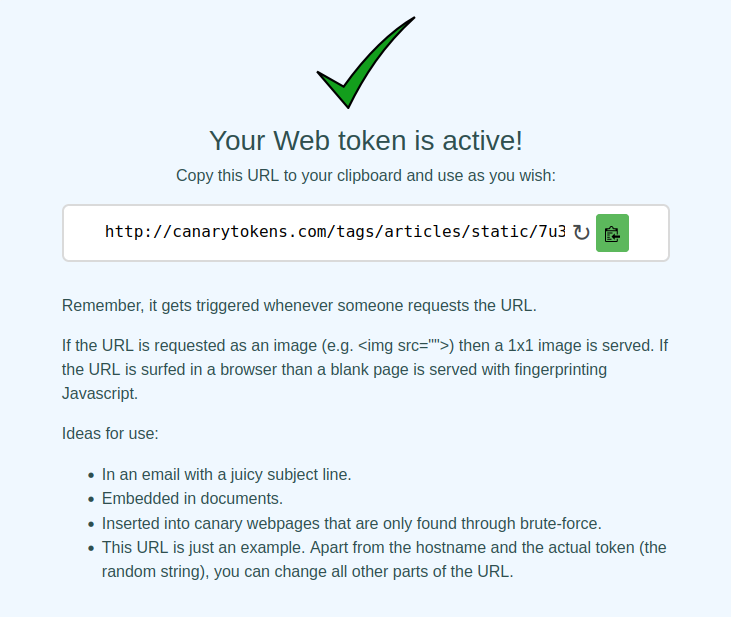 Your Web token is active!
Copy this URL to your clipboard and use as you wish:
http://canarytokens.com/tags/articles/static/7u3
Remember, it gets triggered whenever someone requests the URL.
If the URL is requested as an image (e.g. <img src="">) then a 1x1 image is served. If
the URL is surfed in a browser than a blank page is served with fingerprinting
Javascript.
Ideas for use:
• In an email with a juicy subject line.
• Embedded in documents.
• Inserted into canary webpages that are only found through brute-force.
• This URL is just an example. Apart from the hostname and the actual token (the
random string), you can change all other parts of the URL.